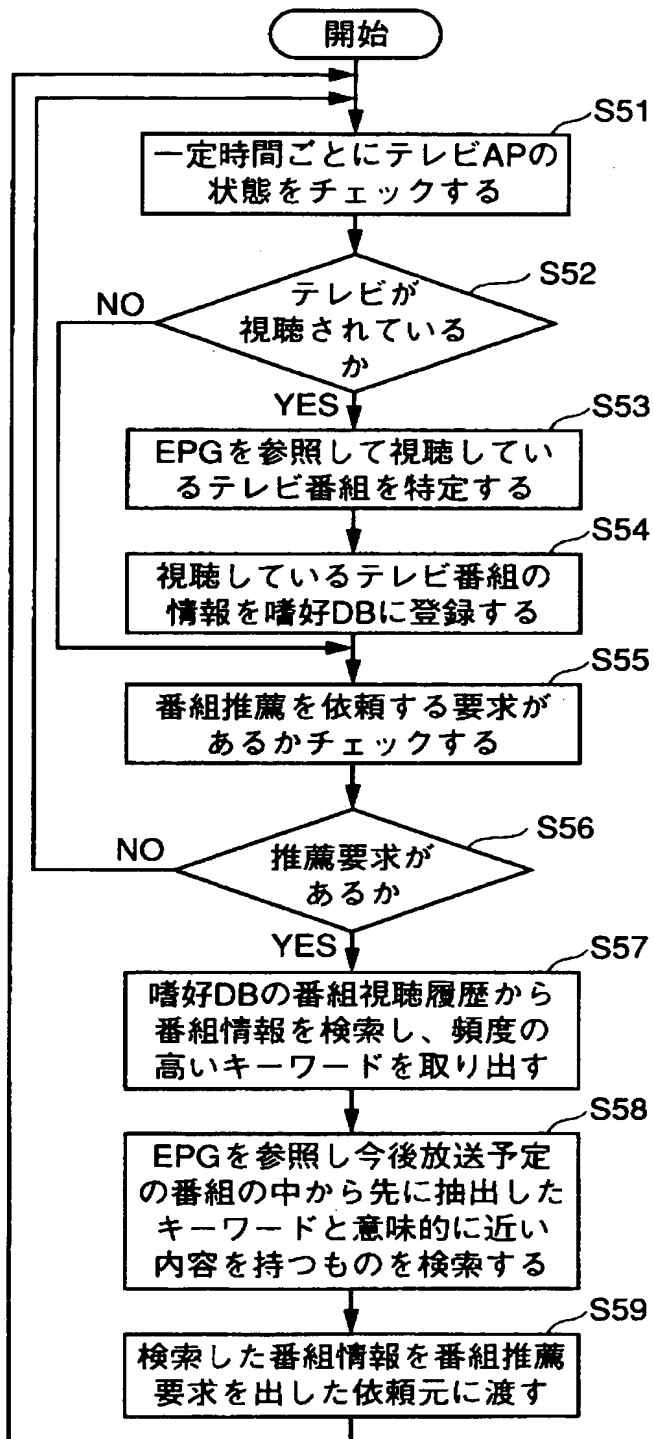 開始
S51
一定時間ごとにテレビAPの
状態をチェックする
S52
テレビが
視聴されている
か
NO
YES
S53
EPGを参照して視聴してい
るテレビ番組を特定する
S54
視聴しているテレビ番組の
情報を嗜好DBに登録する
S55
番組推薦を依頼する要求が
あるかチェックする
S56
推薦要求が
あるか
NO
YES
S57
嗜好DBの番組視聴履歴から
番組情報を検索し、頻度の
高いキーワードを取り出す
S58
EPGを参照し今後放送予定
の番組の中から先に抽出した
キーワードと意味的に近い
内容を持つものを検索する
S59
検索した番組情報を番組推薦
要求を出した依頼元に渡す